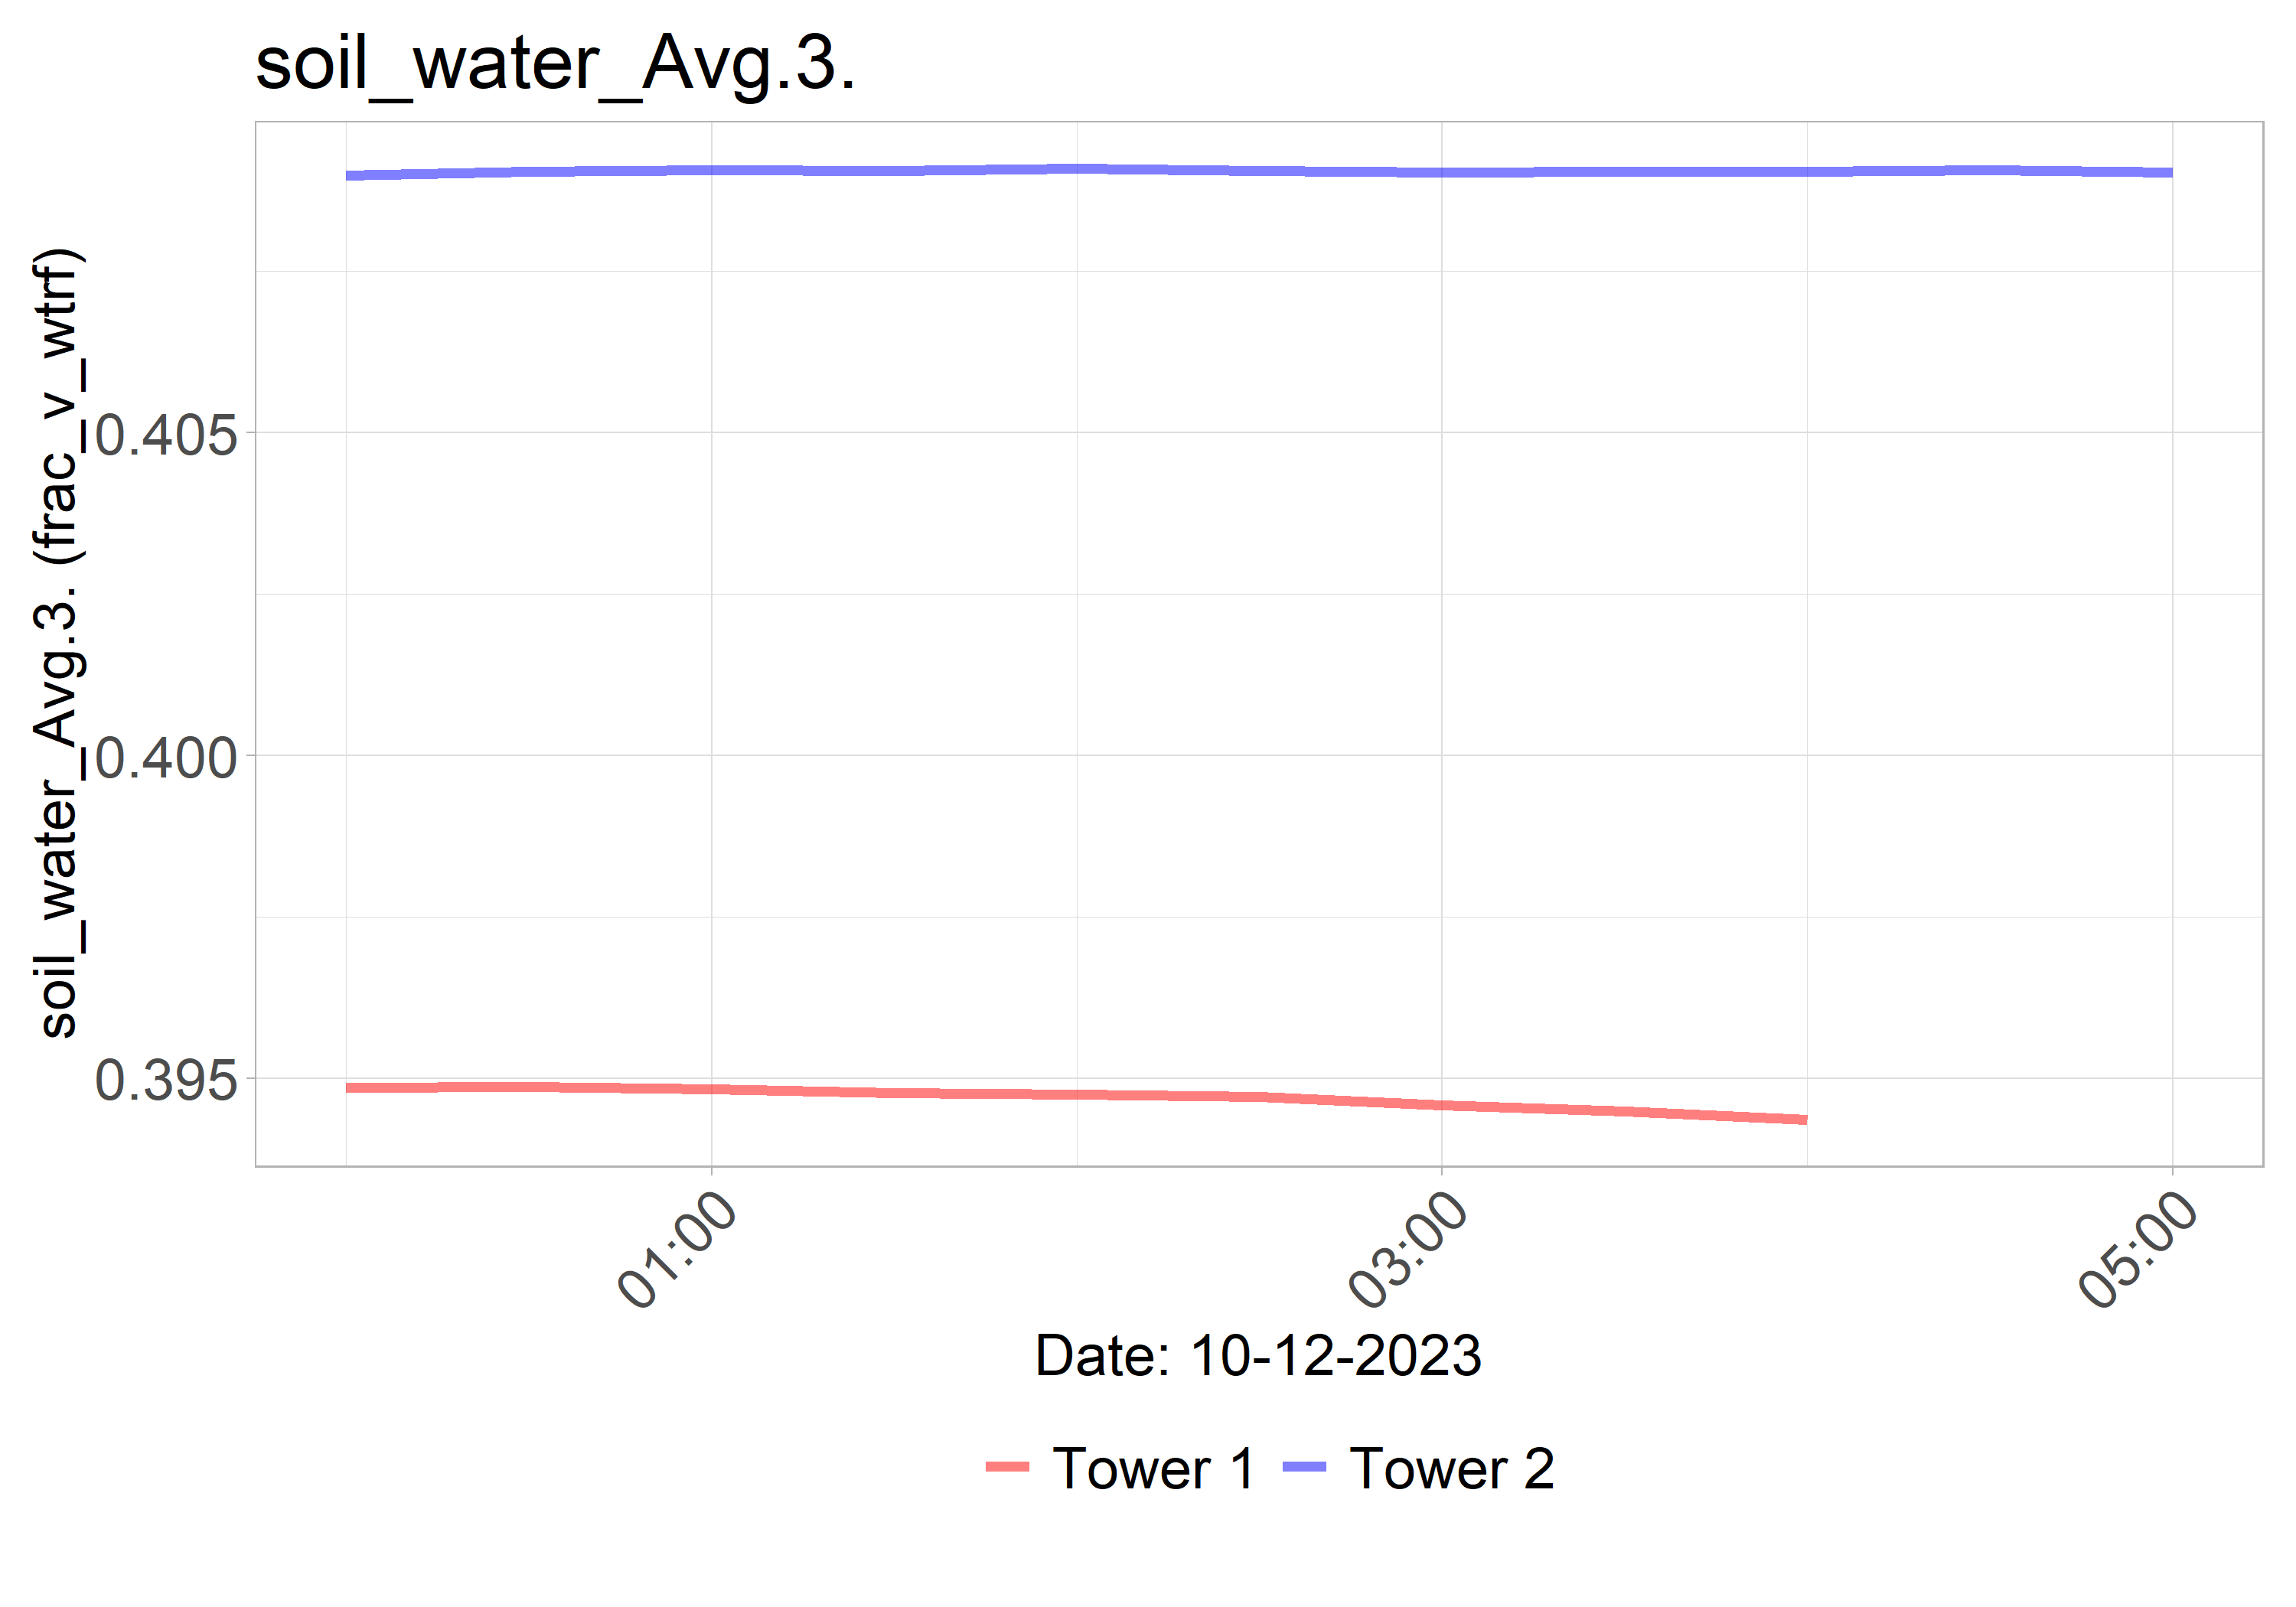 soil_water_Avg.3.
soil_water_Avg.3. (frac_v_wtrf)
0.405
0.400
0.395
01:00
03:00
05:00
Date: 10-12-2023
Tower 1
Tower 2